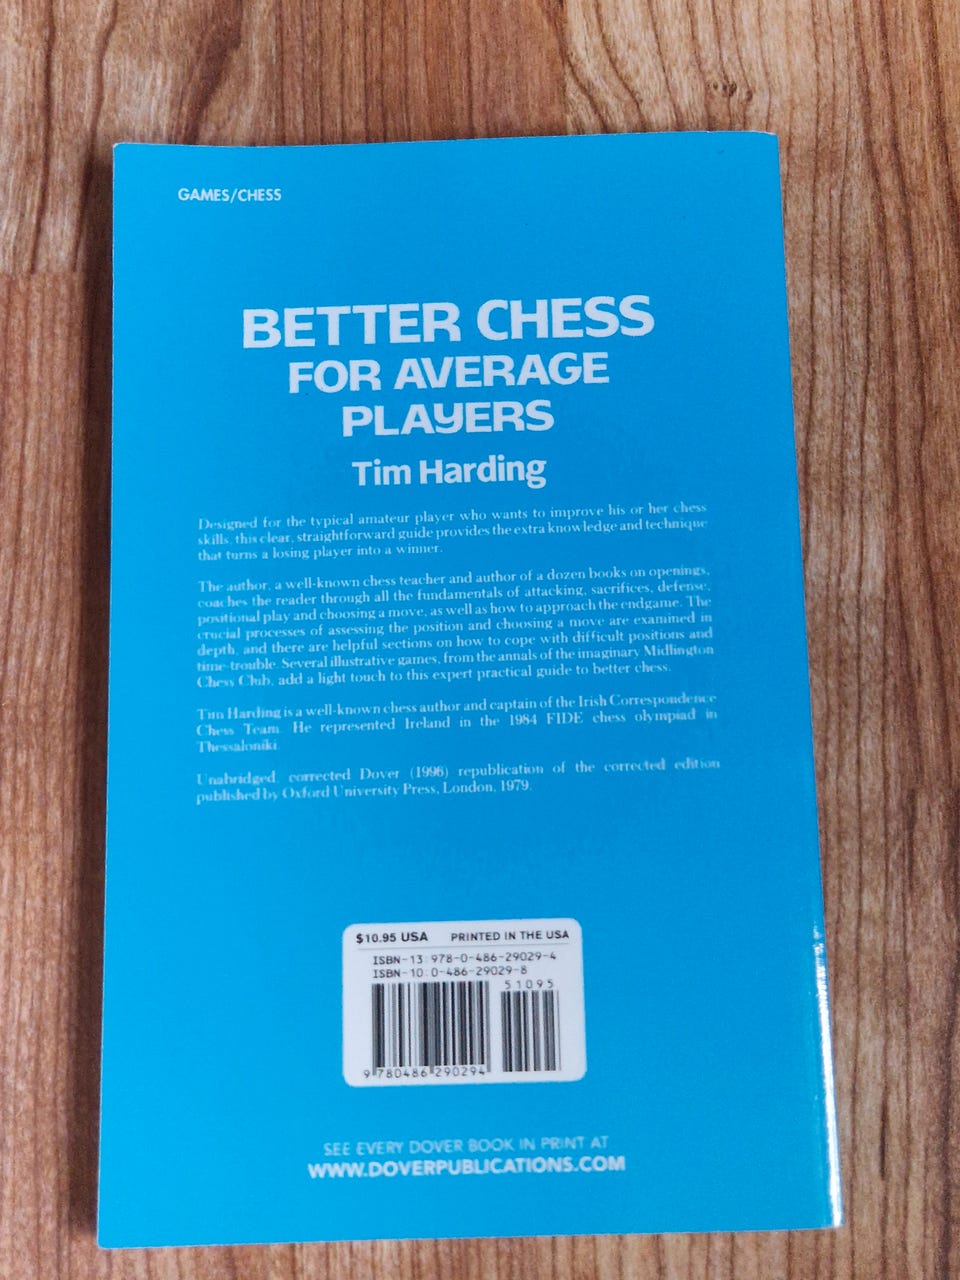 GAMES/CHESS
BETTER CHESS
FOR AVERAGE
PLAYERS
Tim Harding
Designed for the typical amateur player who wants to improve his or her chess
skills, this clear, straightforward guide provides the extra knowledge and technique
that turns a losing player into a winner.
The author, a well-known chess teacher and author of a dozen books on openings,
coaches the reader through all the fundamentals of attacking, sacrifices, defense,
positional play and choosing a move, as well as how to approach the endgame. The
crucial processes of assessing the position and choosing a move are examined in
depth, and there are helpful sections on how to cope with difficult positions and
time-trouble. Several illustrative games, from the annals of the imaginary Midlington
Chess Club, add a light touch to this expert practical guide to better chess.
Tim Harding is a well-known chess author and captain of the Irish Correspondence
Chess Team. He represented Ireland in the 1984 FIDE chess olympiad in
Thessaloniki.
Unabridged, corrected Dover (1996) republication of the corrected edition
published by Oxford University Press, London, 1979.
$10.95 USA PRINTED IN THE USA
ISBN-13: 978-0-486-29029-4
ISBN-10: 0-486-29029-8
51095
9 780486 290294
SEE EVERY DOVER BOOK IN PRINT AT
WWW.DOVERPUBLICATIONS.COM